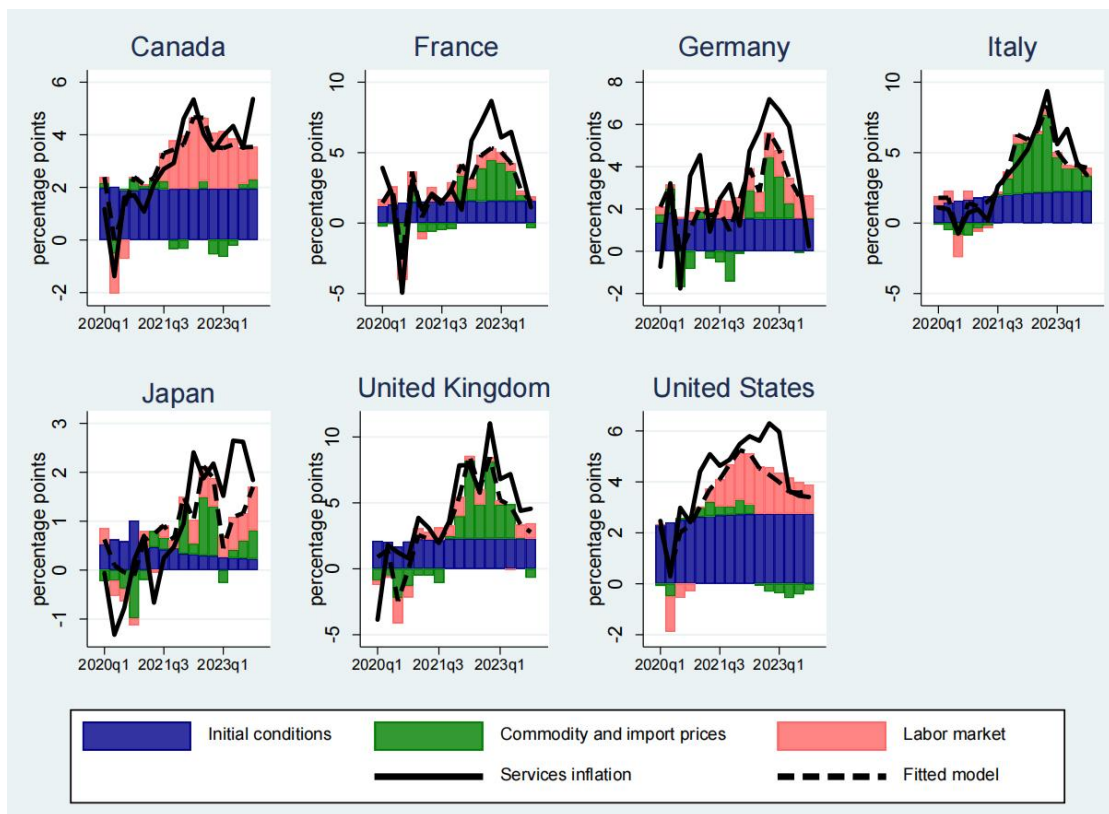 Canada
France
Germany
Italy
percentage points
6
4
2
0
-2
2020q1 2021q3 2023q1
percentage points
10
5
0
-5
2020q1 2021q3 2023q1
percentage points
8
6
4
2
0
-2
2020q1 2021q3 2023q1
percentage points
10
5
0
-5
2020q1 2021q3 2023q1
Japan
United Kingdom
United States
percentage points
3
2
1
0
-1
2020q1 2021q3 2023q1
percentage points
10
5
0
-5
2020q1 2021q3 2023q1
percentage points
6
4
2
0
-2
2020q1 2021q3 2023q1
Initial conditions
Commodity and import prices
Labor market
Services inflation
Fitted model